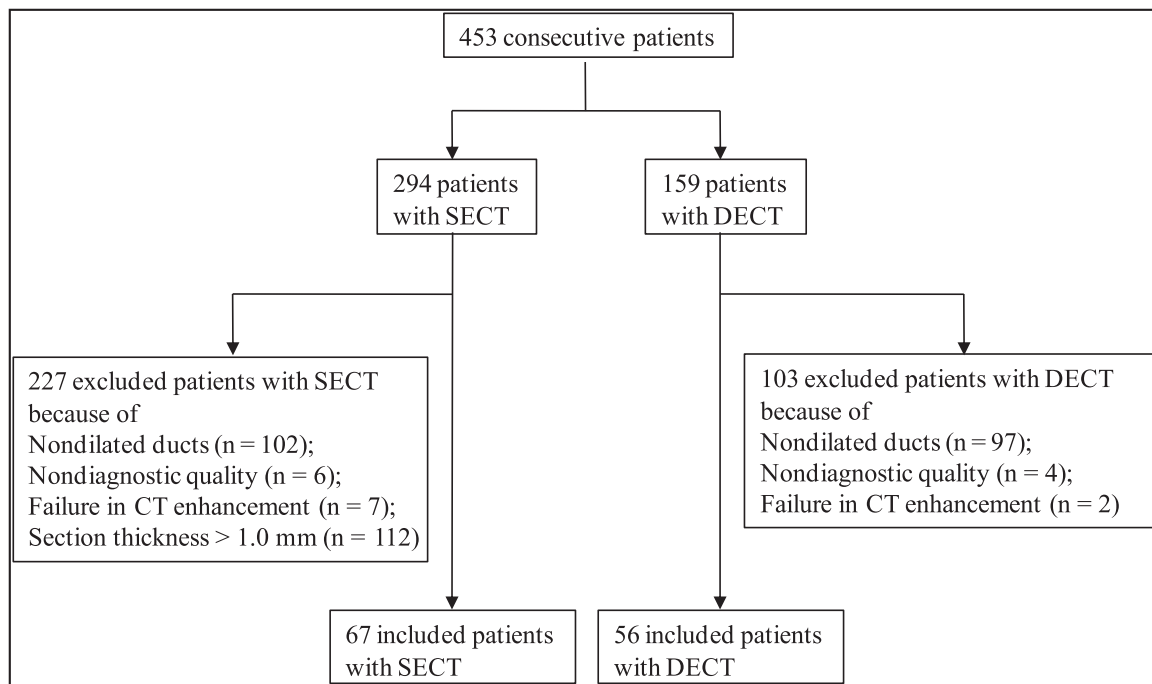 453 consecutive patients
294 patients
with SECT
159 patients
with DECT
227 excluded patients with SECT
because of
Nondilated ducts (n = 102);
Nondiagnostic quality (n = 6);
Failure in CT enhancement (n = 7);
Section thickness > 1.0 mm (n = 112)
103 excluded patients with DECT
because of
Nondilated ducts (n = 97);
Nondiagnostic quality (n = 4);
Failure in CT enhancement (n = 2)
67 included patients
with SECT
56 included patients
with DECT